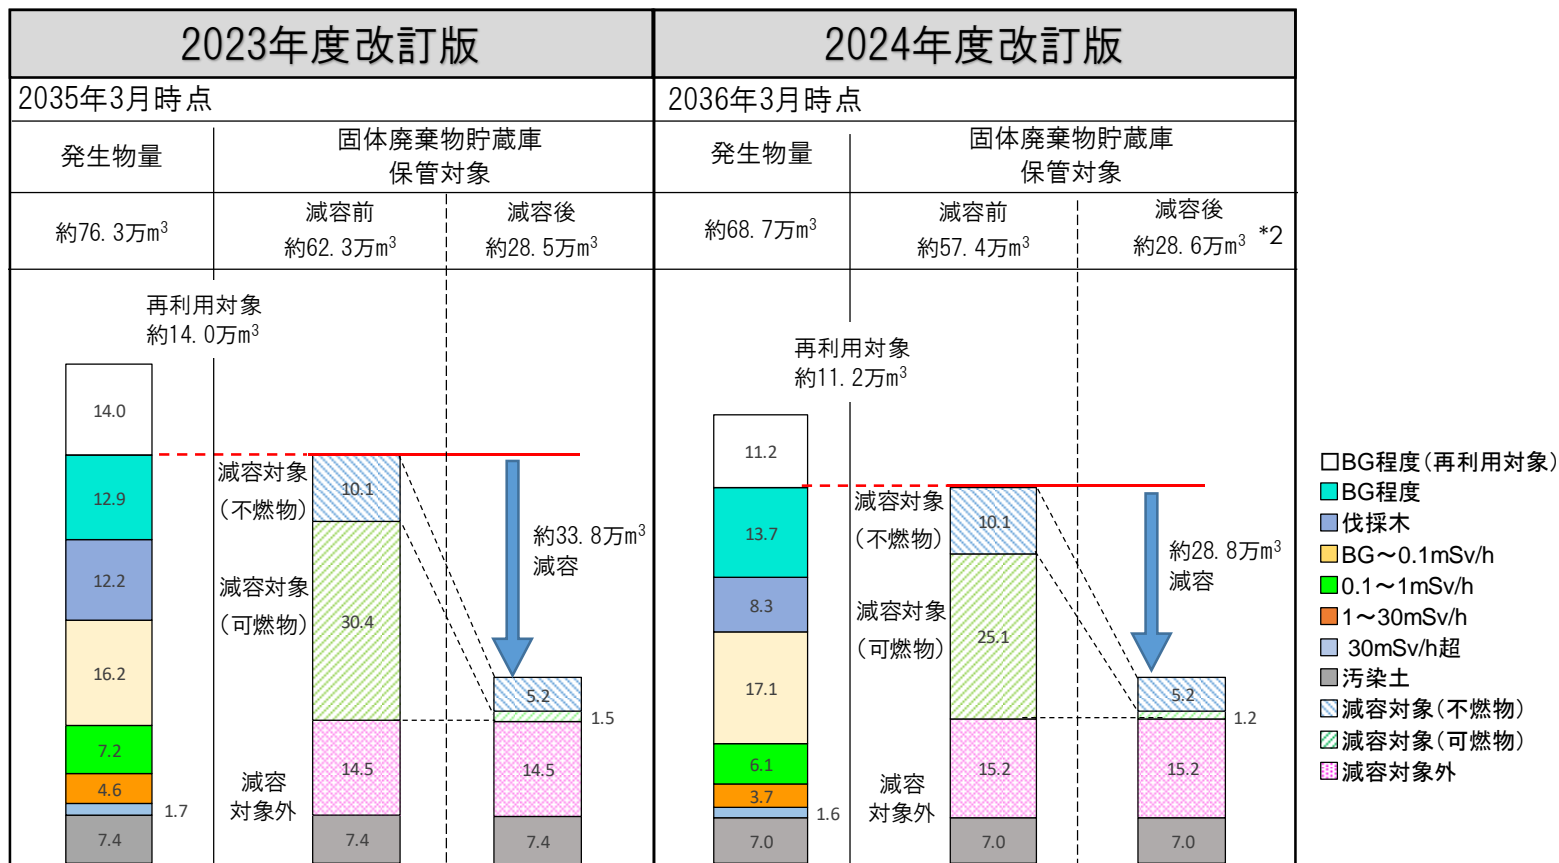 2023年度改訂版
2035年3月時点
発生物量
固体廃棄物貯蔵庫
保管対象
約76.3万m³
減容前
約62.3万m³
減容後
約28.5万m³
再利用対象
約14.0万m³
14.0
12.9
12.2
16.2
7.2
4.6
1.7
7.4
減容対象
（不燃物）
減容対象
（可燃物）
減容
対象外
10.1
30.4
14.5
7.4
約33.8万m³
減容
5.2
1.5
14.5
7.4
2024年度改訂版
2036年3月時点
発生物量
固体廃棄物貯蔵庫
保管対象
約68.7万m³
減容前
約57.4万m³
減容後
約28.6万m³ *2
再利用対象
約11.2万m³
11.2
13.7
8.3
17.1
6.1
3.7
1.6
7.0
減容対象
（不燃物）
減容対象
（可燃物）
減容
対象外
10.1
25.1
15.2
7.0
約28.8万m³
減容
5.2
1.2
15.2
7.0
BG程度(再利用対象)
BG程度
伐採木
BG～0.1mSv/h
0.1～1mSv/h
1～30mSv/h
30mSv/h超
汚染土
減容対象(不燃物)
減容対象(可燃物)
減容対象外